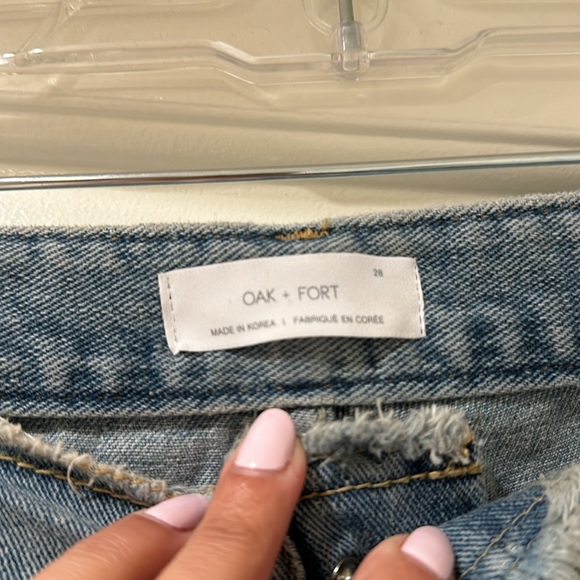 28
OAK + FORT
MADE IN KOREA | FABRIQUÉ EN CORÉE